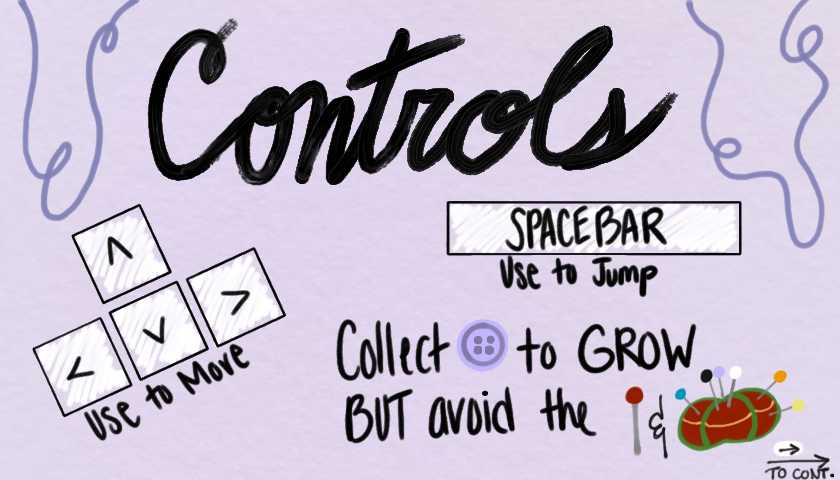 Controls
^
< v >
Use to Move
SPACEBAR
Use to Jump
Collect to GROW
BUT avoid the &
→
TO CONT.